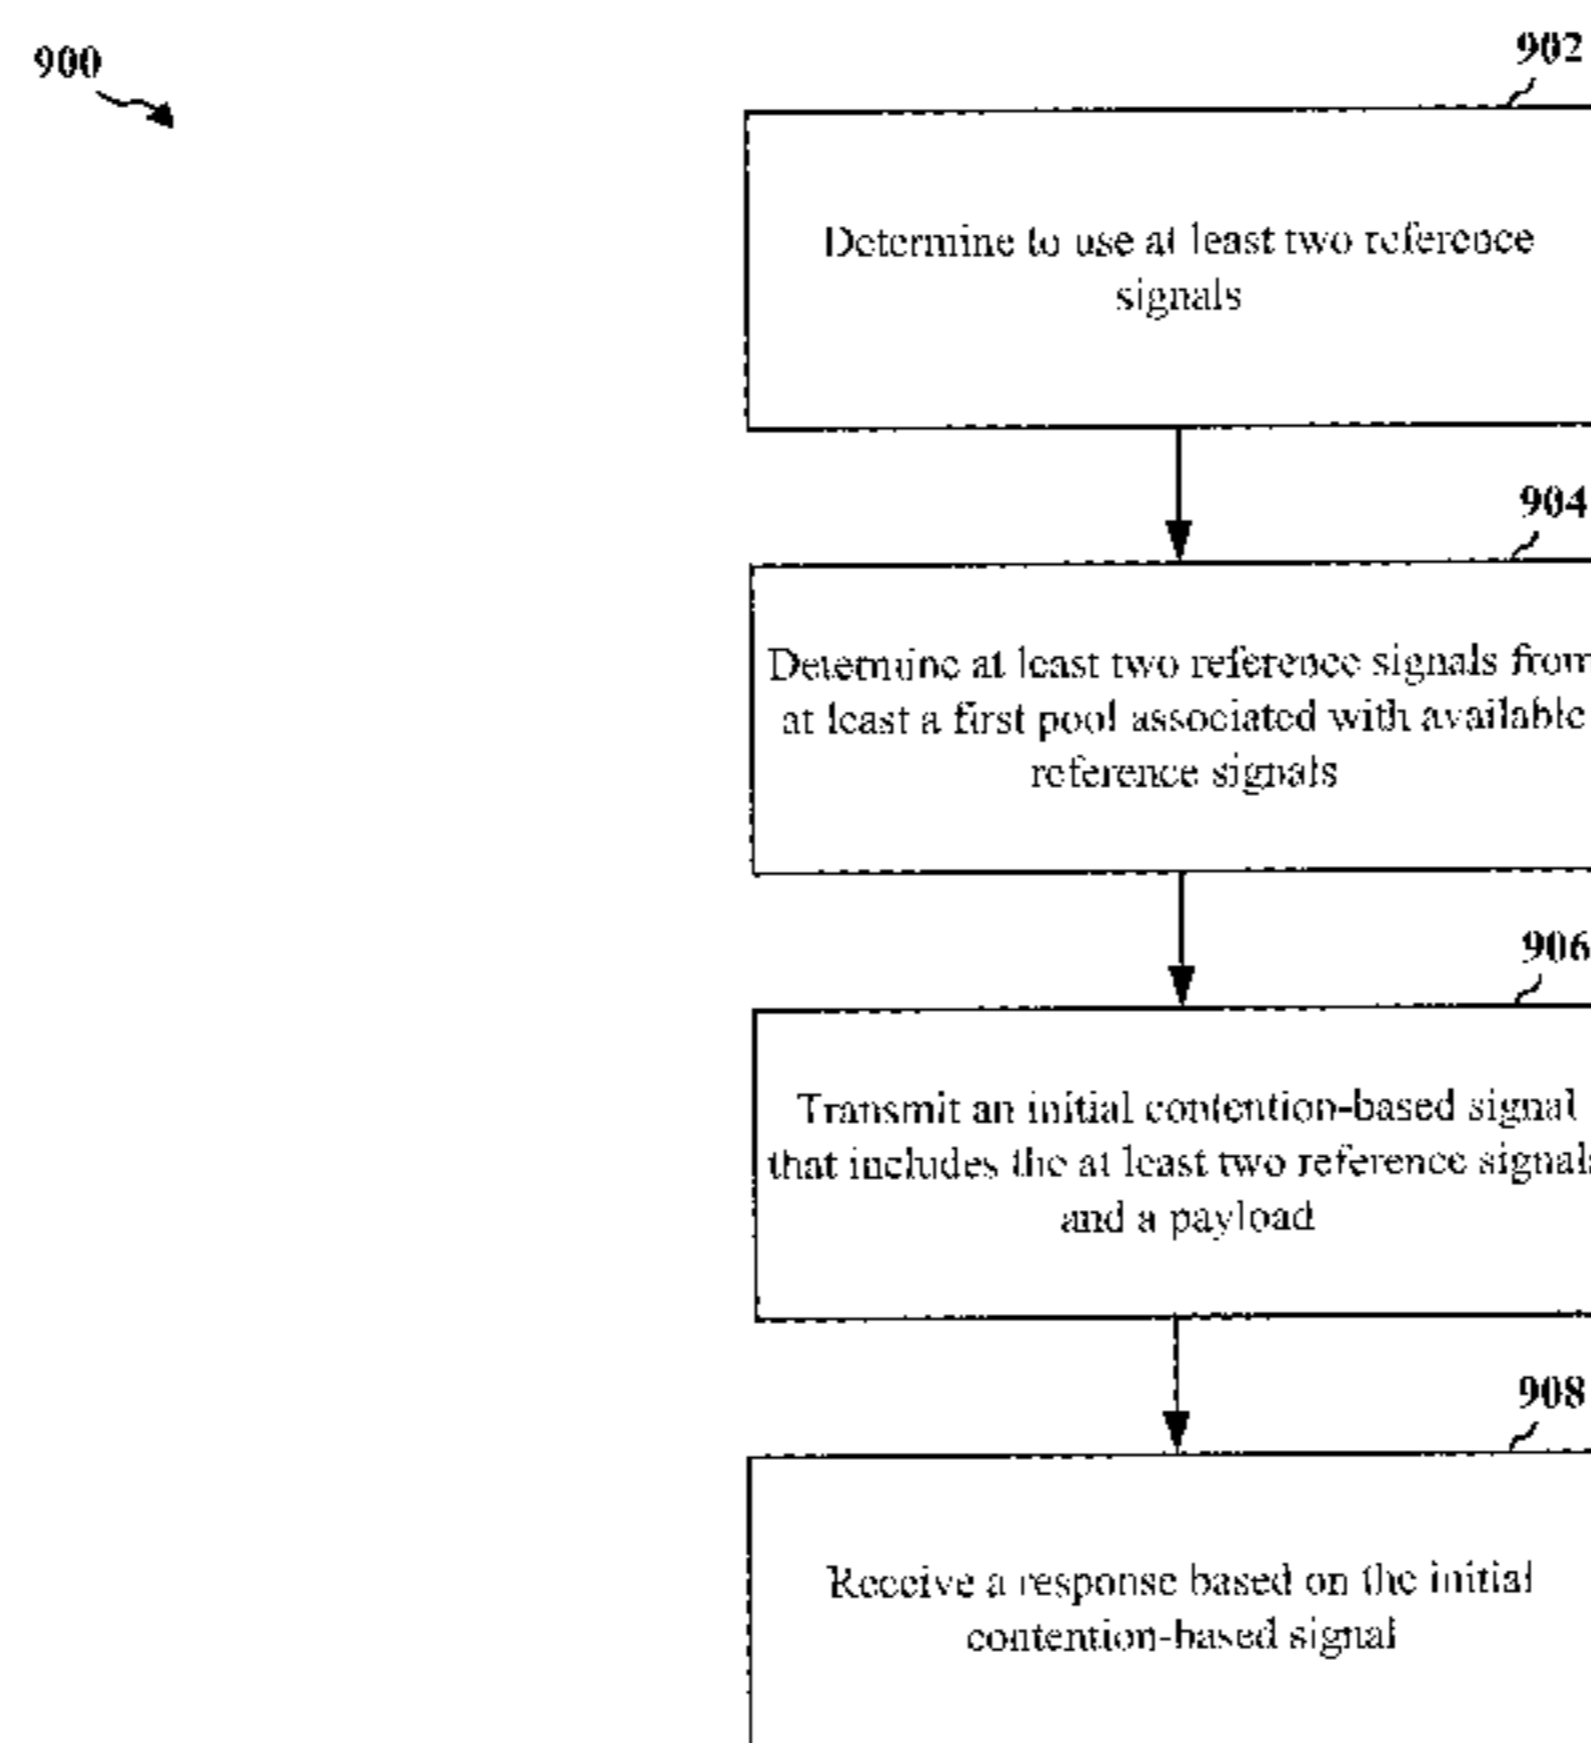 900
902
Determine to use at least two reference
signals
904
Determine at least two reference signals from
at least a first pool associated with available
reference signals
906
Transmit an initial contention-based signal
that includes the at least two reference signals
and a payload
908
Receive a response based on the initial
contention-based signal